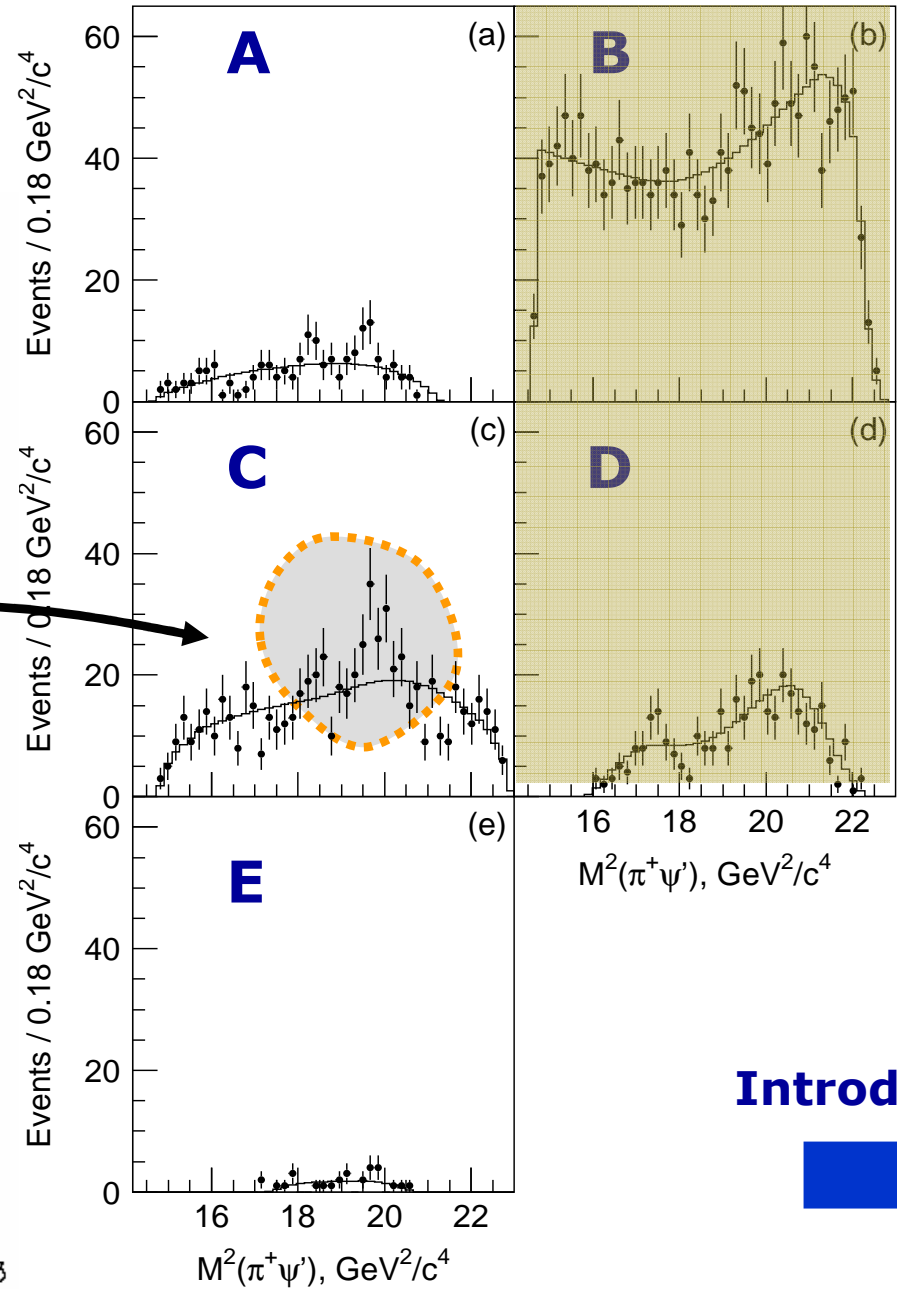 Events / 0.18 GeV²/c⁴
60
40
20
0
A
(a)
B
(b)
Events / 0.18 GeV²/c⁴
60
40
20
0
C
(c)
D
(d)
16
18
20
22
M²(π⁺ψ’), GeV²/c⁴
Events / 0.18 GeV²/c⁴
60
40
20
0
E
(e)
16
18
20
22
M²(π⁺ψ’), GeV²/c⁴
Introd